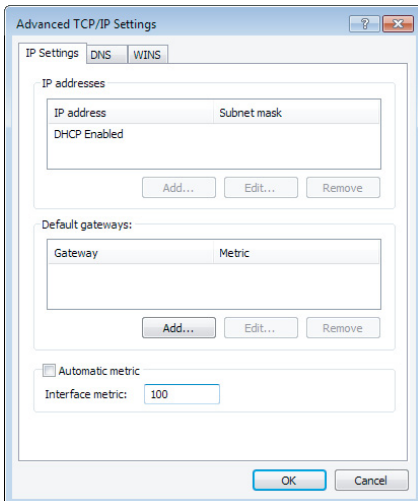 Advanced TCP/IP Settings
IP Settings DNS WINS
IP addresses
IP address Subnet mask
DHCP Enabled
Add... Edit... Remove
Default gateways:
Gateway Metric
Add... Edit... Remove
Automatic metric
Interface metric: 100
OK Cancel